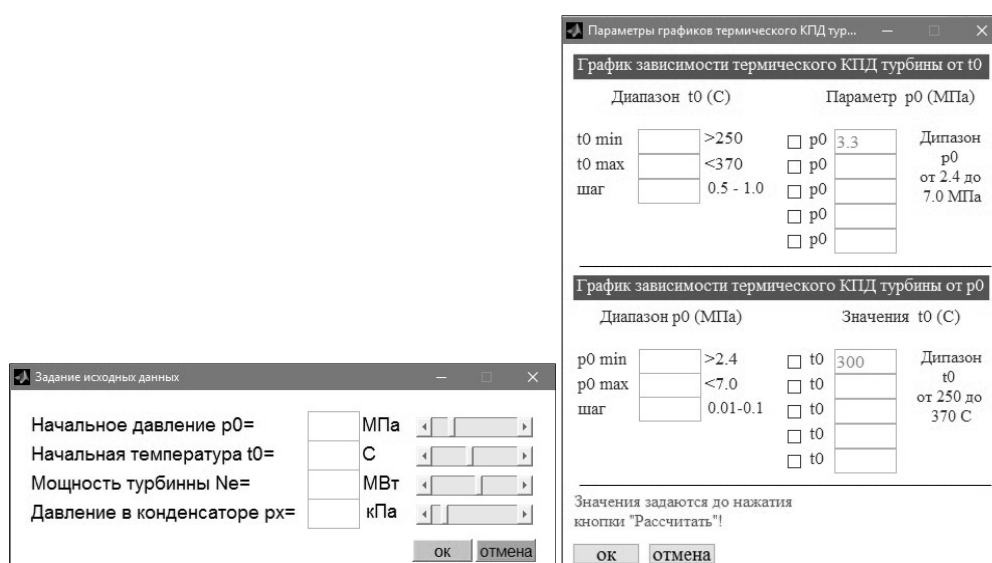 Задание исходных данных
Начальное давление p0= МПа
Начальная температура t0= С
Мощность турбинны Ne= МВт
Давление в конденсаторе px= кПа
ок отмена
Параметры графиков термического КПД тур...
График зависимости термического КПД турбины от t0
Диапазон t0 (C) Параметр p0 (МПа)
t0 min >250 p0 3.3 Дипазон
t0 max <370 p0 p0
шаг 0.5 - 1.0 p0 от 2.4 до
p0 7.0 МПа
p0
График зависимости термического КПД турбины от p0
Диапазон p0 (МПа) Значения t0 (C)
p0 min >2.4 t0 300 Дипазон
p0 max <7.0 t0 t0
шаг 0.01-0.1 t0 от 250 до
t0 370 C
t0
Значения задаются до нажатия
кнопки "Рассчитать"!
ок отмена